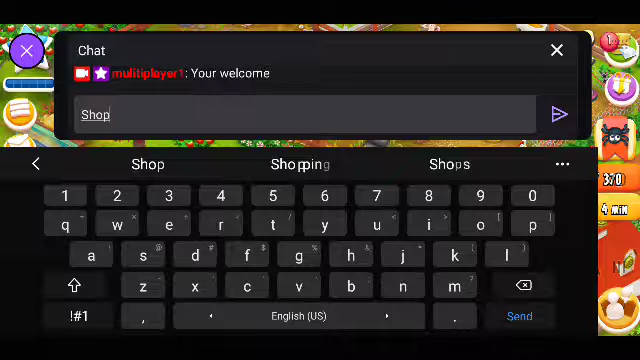 Chat
mulitiplayer1: Your welcome
Shop
Shop Shopping Shops
1 2 3 4 5 6 7 8 9 0
q w e r t y u i o p
a s d f g h j k l
z x c v b n m
!#1 , English (US) . Send
370
4 MIN